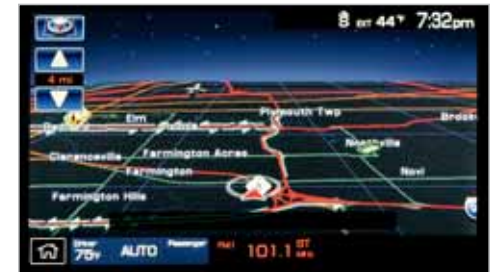 EXT 44° 7:32pm
4 mi
Plymouth Twp
Elm
Clarenceville
Farmington Acres
Northville
Farmington
Novi
Farmington Hills
Driver
75° AUTO Passenger 101.1 ST